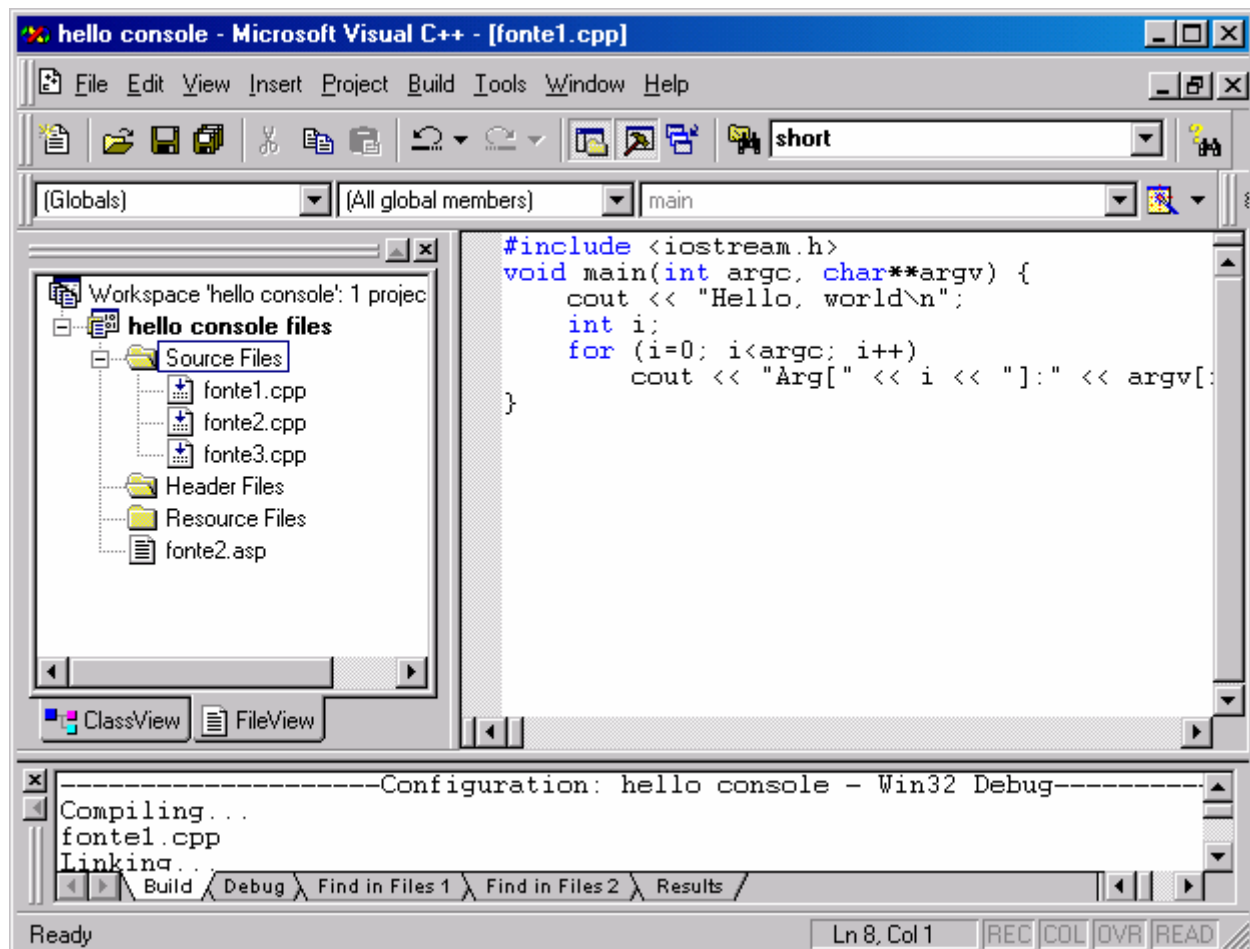 hello console - Microsoft Visual C++ - [fonte1.cpp]
File Edit View Insert Project Build Tools Window Help
short
(Globals) (All global members) main
Workspace 'hello console': 1 projec
hello console files
Source Files
fonte1.cpp
fonte2.cpp
fonte3.cpp
Header Files
Resource Files
fonte2.asp
ClassView FileView
#include <iostream.h>
void main(int argc, char**argv) {
    cout << "Hello, world\n";
    int i;
    for (i=0; i<argc; i++)
        cout << "Arg[" << i << "]:" << argv[
}
--------------------Configuration: hello console - Win32 Debug---------
Compiling...
fonte1.cpp
Linking...
Build Debug Find in Files 1 Find in Files 2 Results
Ready Ln 8, Col 1 REC COL OVR READ